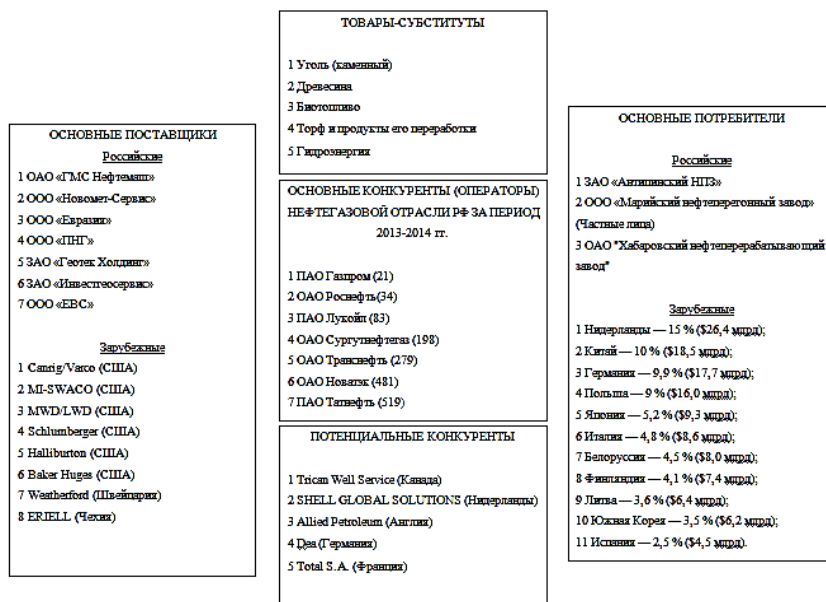 ТОВАРЫ-СУБСТИТУТЫ
1 Уголь (каменный)
2 Древесина
3 Биотопливо
4 Торф и продукты его переработки
5 Гидроэнергия
ОСНОВНЫЕ ПОСТАВЩИКИ
Российские
1 ОАО «ГМС Нефтемаш»
2 ООО «Новомет-Сервис»
3 ООО «Евразия»
4 ООО «ПНГ»
5 ЗАО «Геотек Холдинг»
6 ЗАО «Инвестгеосервис»
7 ООО «ЕВС»
Зарубежные
1 Canrig/Varco (США)
2 MI-SWACO (США)
3 MWD/LWD (США)
4 Schlumberger (США)
5 Halliburton (США)
6 Baker Huges (США)
7 Weatherford (Швейцария)
8 ERIELL (Чехия)
ОСНОВНЫЕ КОНКУРЕНТЫ (ОПЕРАТОРЫ)
НЕФТЕГАЗОВОЙ ОТРАСЛИ РФ ЗА ПЕРИОД
2013-2014 гг.
1 ПАО Газпром (21)
2 ОАО Роснефть(34)
3 ПАО Лукойл (83)
4 ОАО Сургутнефтегаз (198)
5 ОАО Транснефть (279)
6 ОАО Новатэк (481)
7 ПАО Татнефть (519)
ПОТЕНЦИАЛЬНЫЕ КОНКУРЕНТЫ
1 Trican Well Service (Канада)
2 SHELL GLOBAL SOLUTIONS (Нидерланды)
3 Allied Petroleum (Англия)
4 Dea (Германия)
5 Total S.A. (Франция)
ОСНОВНЫЕ ПОТРЕБИТЕЛИ
Российские
1 ЗАО «Антипинский НПЗ»
2 ООО «Марийский нефтеперегонный завод»
(Частные лица)
3 ОАО "Хабаровский нефтеперерабатывающий
завод"
Зарубежные
1 Нидерланды — 15 % ($26,4 млрд);
2 Китай — 10 % ($18,5 млрд);
3 Германия — 9,9 % ($17,7 млрд);
4 Польша — 9 % ($16,0 млрд);
5 Япония — 5,2 % ($9,3 млрд);
6 Италия — 4,8 % ($8,6 млрд);
7 Белоруссия — 4,5 % ($8,0 млрд);
8 Финляндия — 4,1 % ($7,4 млрд);
9 Литва — 3,6 % ($6,4 млрд);
10 Южная Корея — 3,5 % ($6,2 млрд);
11 Испания — 2,5 % ($4,5 млрд).